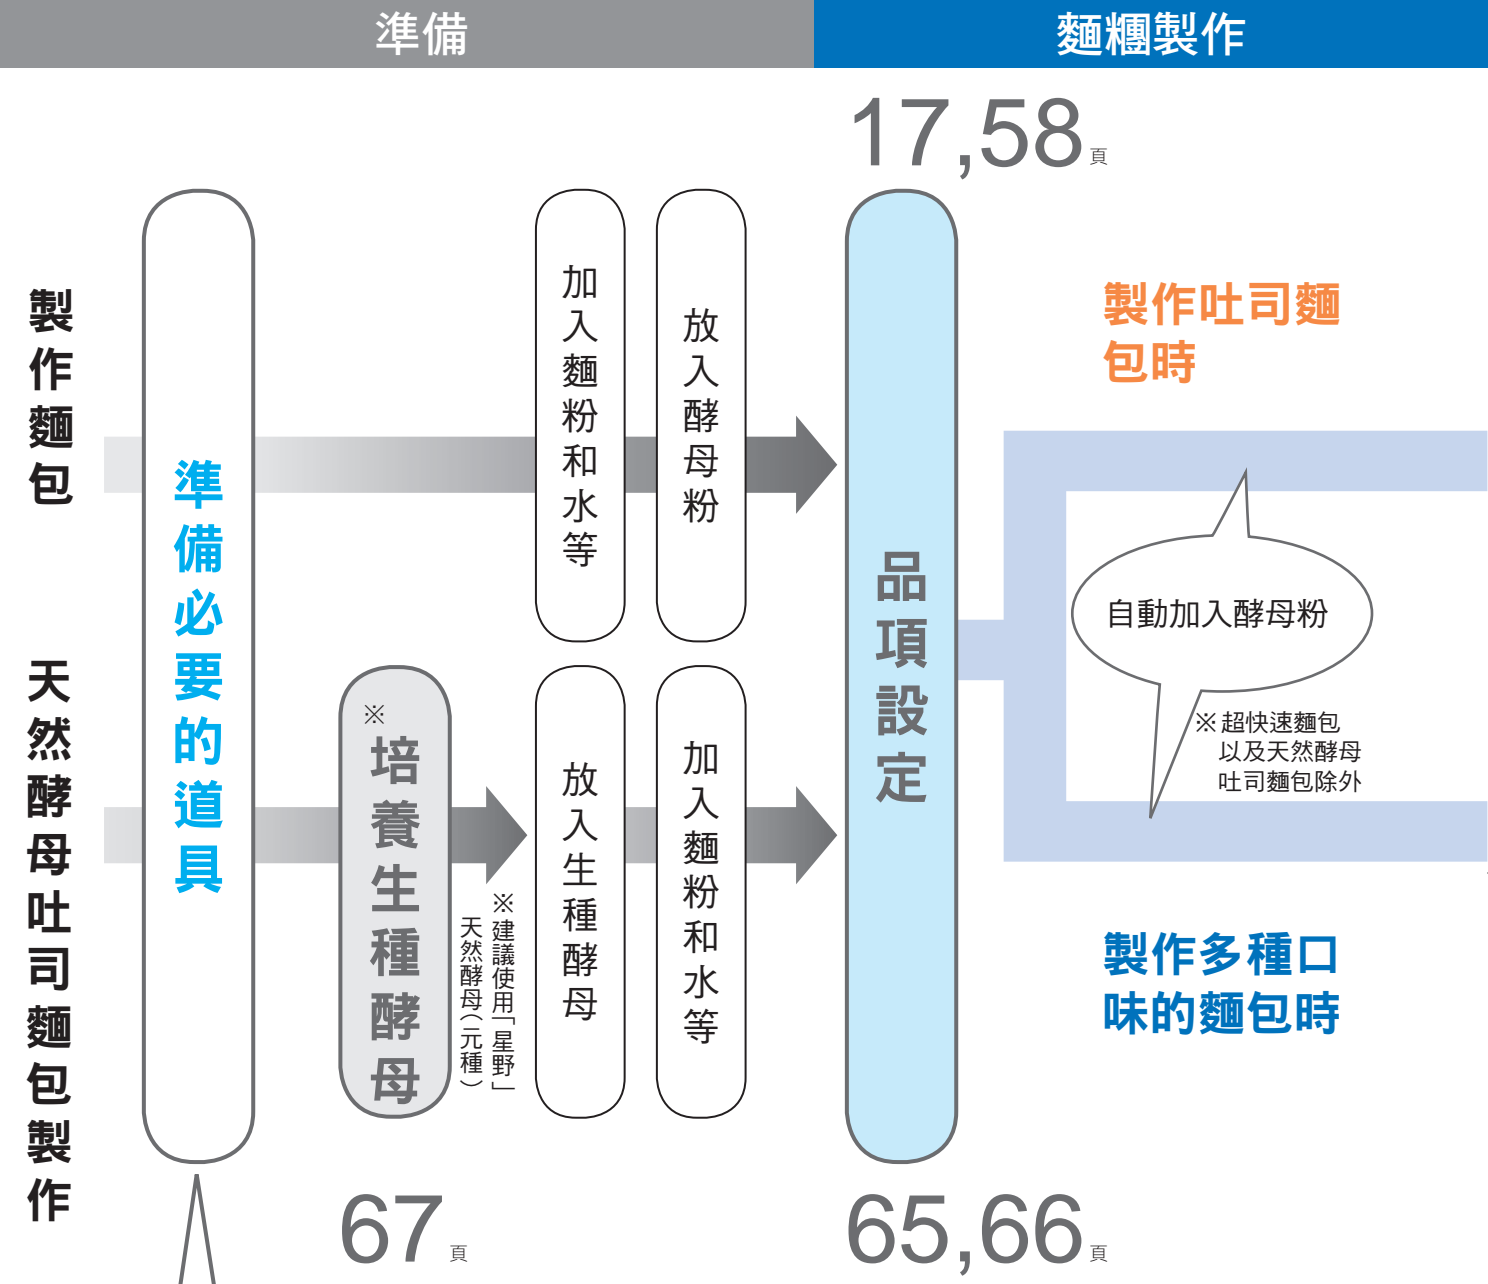 準備
麵糰製作
17,58頁
製作麵包
天然酵母吐司麵包製作
準備必要的道具
加入麵粉和水等
放入酵母粉
※
培養生種酵母
※建議使用「星野」
天然酵母(元種)
放入生種酵母
加入麵粉和水等
品項設定
製作吐司麵
包時
自動加入酵母粉
※超快速麵包
以及天然酵母
吐司麵包除外
製作多種口
味的麵包時
67頁
65,66頁